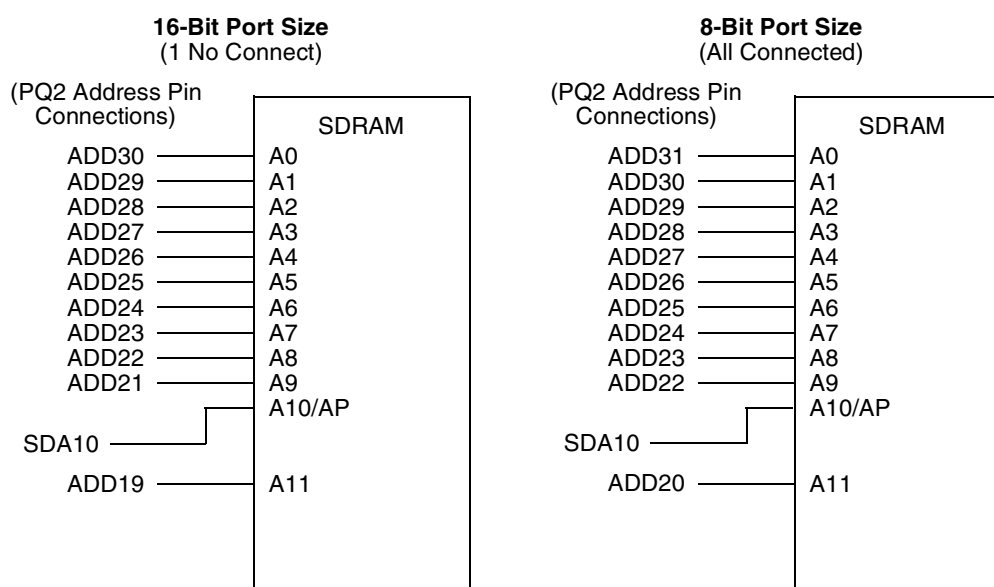 16-Bit Port Size
(1 No Connect)
(PQ2 Address Pin
Connections)
SDRAM
ADD30 A0
ADD29 A1
ADD28 A2
ADD27 A3
ADD26 A4
ADD25 A5
ADD24 A6
ADD23 A7
ADD22 A8
ADD21 A9
A10/AP
SDA10
ADD19 A11
8-Bit Port Size
(All Connected)
(PQ2 Address Pin
Connections)
SDRAM
ADD31 A0
ADD30 A1
ADD29 A2
ADD28 A3
ADD27 A4
ADD26 A5
ADD25 A6
ADD24 A7
ADD23 A8
ADD22 A9
A10/AP
SDA10
ADD20 A11